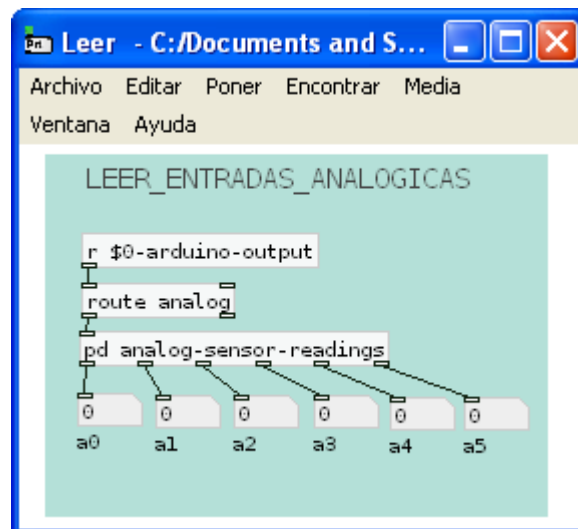 Leer - C:/Documents and S...
Archivo Editar Poner Encontrar Media
Ventana Ayuda
LEER_ENTRADAS_ANALOGICAS
r $0-arduino-output
route analog
pd analog-sensor-readings
0 0 0 0 0 0
a0 a1 a2 a3 a4 a5